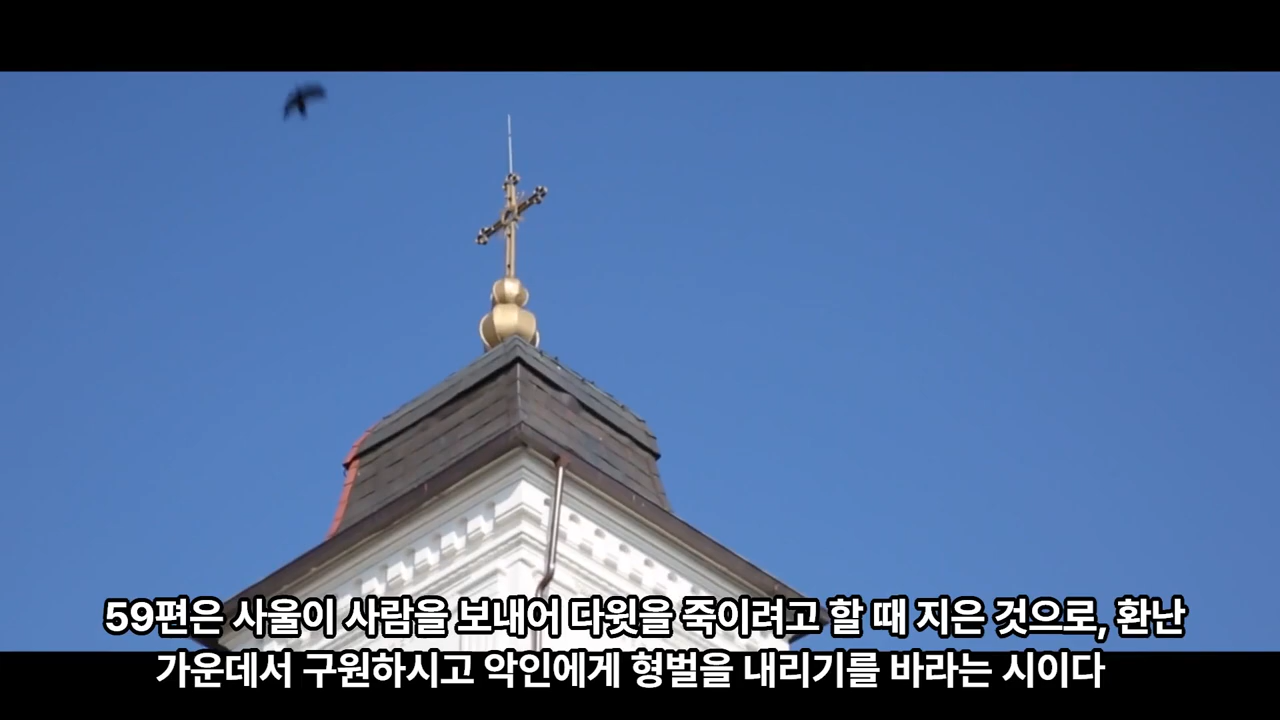 59편은 사울이 사람을 보내어 다윗을 죽이려고 할 때 지은 것으로, 환난
가운데서 구원하시고 악인에게 형벌을 내리기를 바라는 시이다